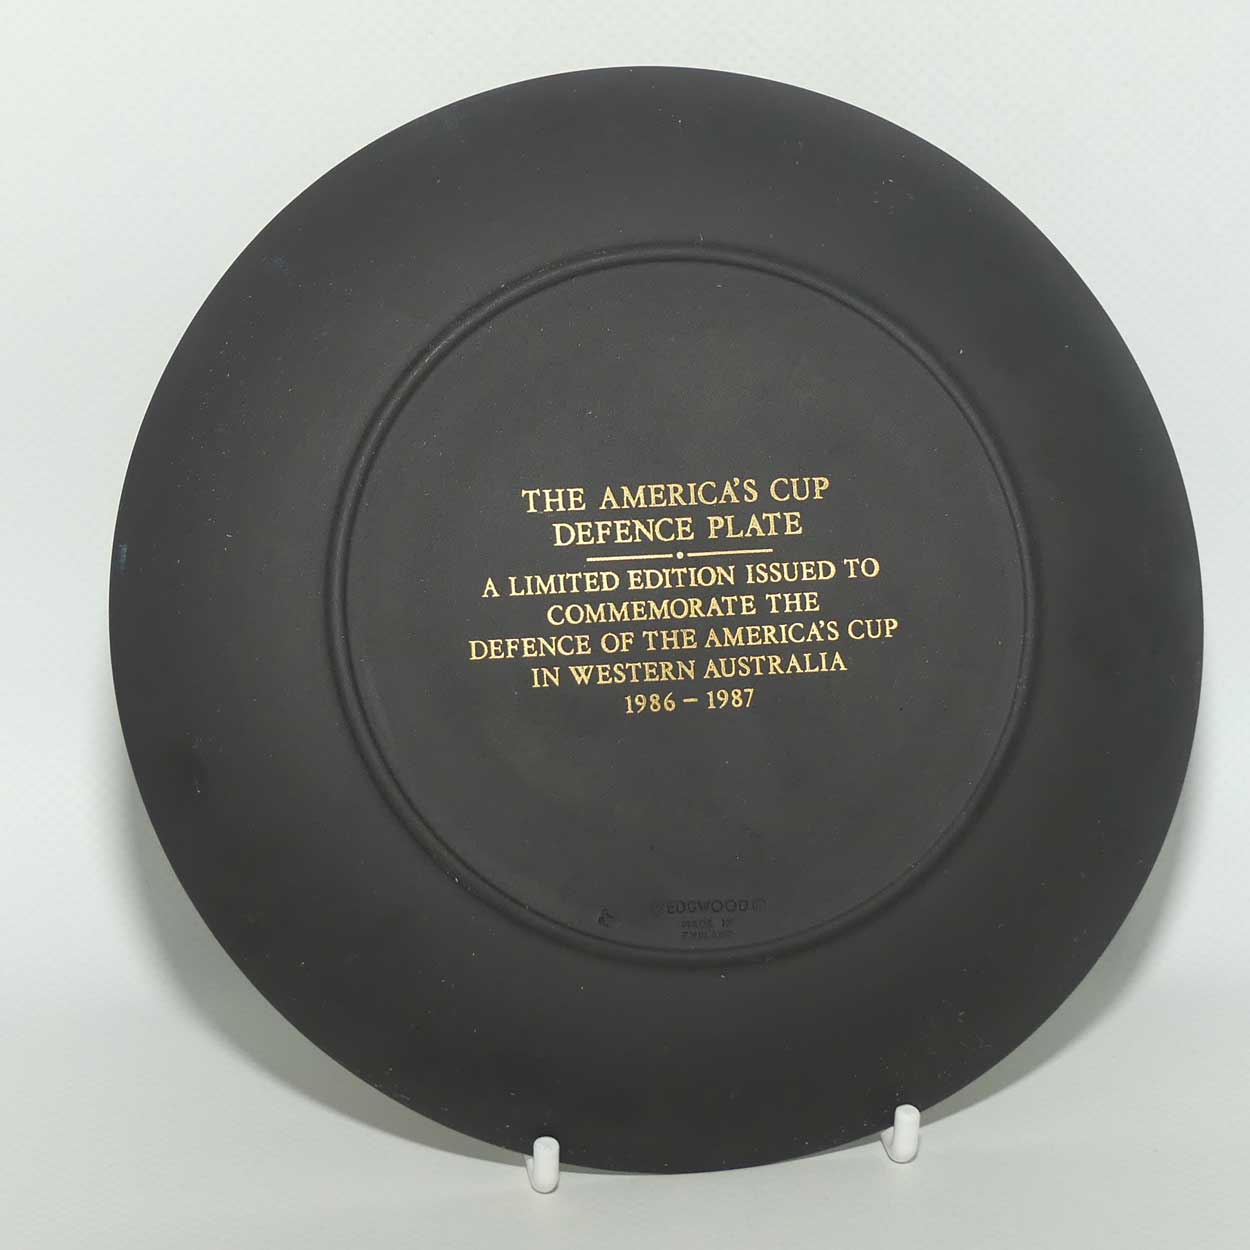 THE AMERICA'S CUP
DEFENCE PLATE
A LIMITED EDITION ISSUED TO
COMMEMORATE THE
DEFENCE OF THE AMERICA'S CUP
IN WESTERN AUSTRALIA
1986 – 1987
WEDGWOOD
MADE IN
ENGLAND